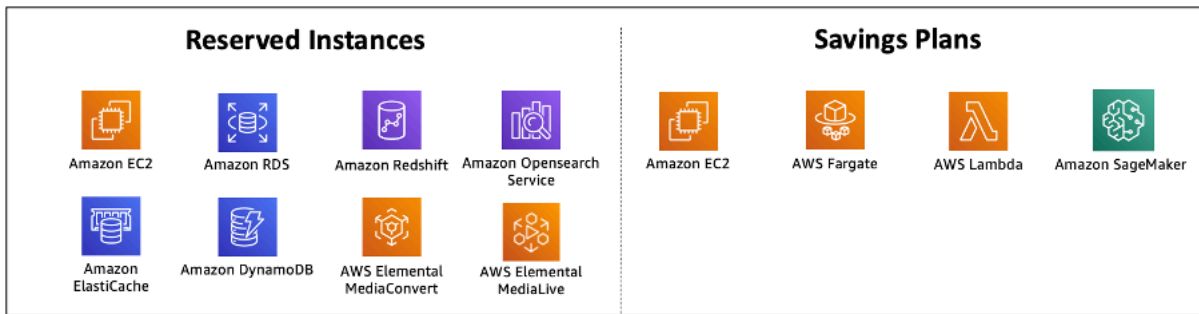 Reserved Instances
Savings Plans
Amazon EC2
Amazon RDS
Amazon Redshift
Amazon Opensearch
Service
Amazon EC2
AWS Fargate
AWS Lambda
Amazon SageMaker
Amazon
ElastiCache
Amazon DynamoDB
AWS Elemental
MediaConvert
AWS Elemental
MediaLive